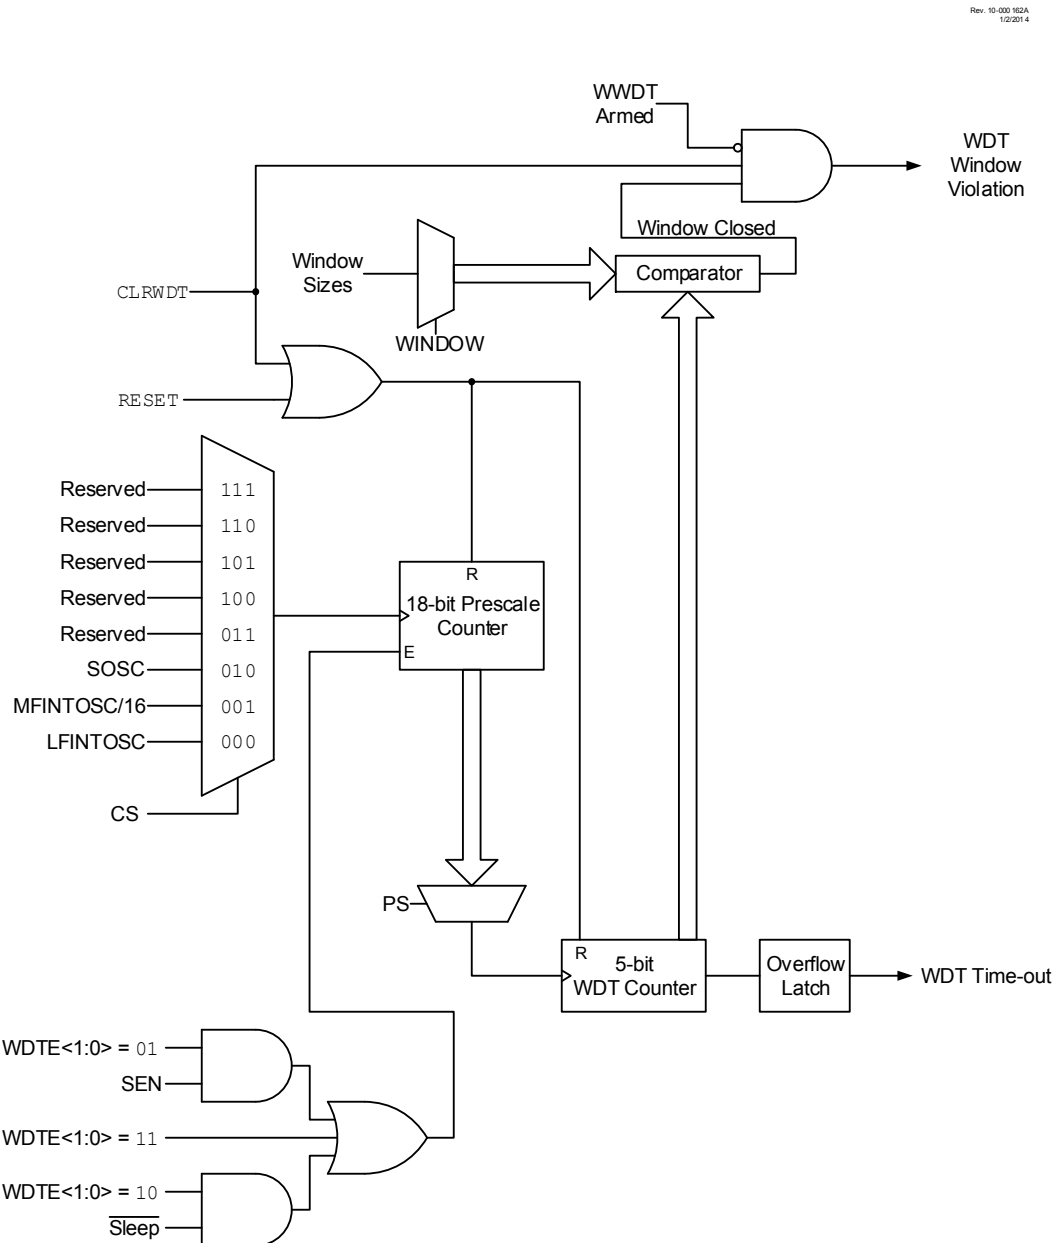 Rev. 10-000 162A
1/2/201 4
WWDT
Armed
WDT
Window
Violation
Window Closed
Window
Sizes
Comparator
CLRWDT
WINDOW
RESET
Reserved 111
Reserved 110
Reserved 101
Reserved 100
Reserved 011
SOSC 010
MFINTOSC/16 001
LFINTOSC 000
CS
R
18-bit Prescale
Counter
E
PS
R
5-bit
WDT Counter
Overflow
Latch
WDT Time-out
WDTE<1:0> = 01
SEN
WDTE<1:0> = 11
WDTE<1:0> = 10
Sleep